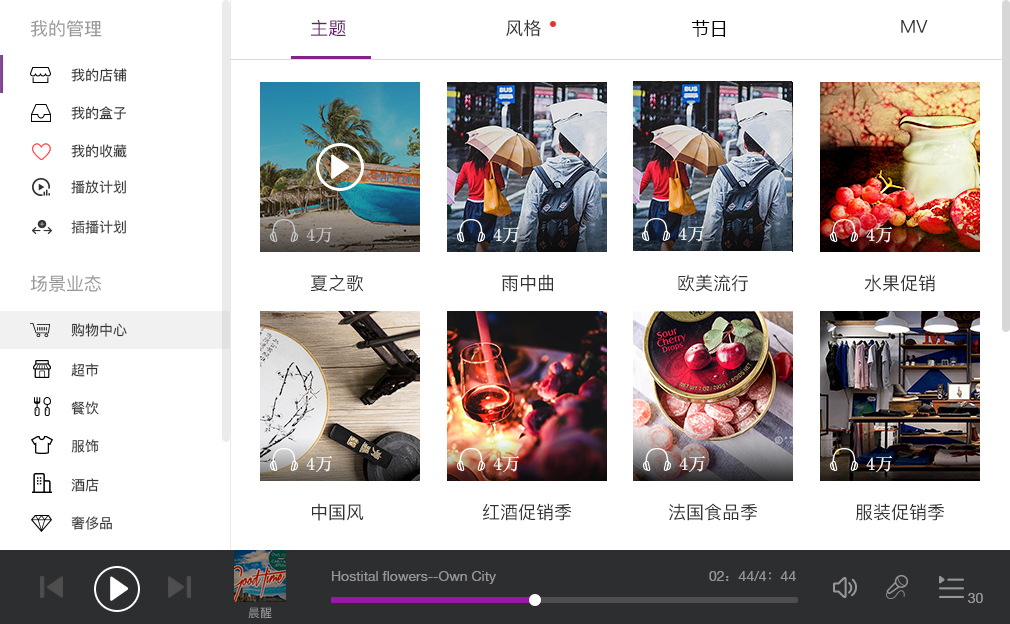 我的管理
我的店铺
我的盒子
我的收藏
播放计划
插播计划
场景业态
购物中心
超市
餐饮
服饰
酒店
奢侈品
主题 风格 节日 MV
BUS BUS
4万 4万 4万 4万
夏之歌 雨中曲 欧美流行 水果促销
Sour
Cherry
Drops
M
4万 4万 4万 4万
中国风 红酒促销季 法国食品季 服装促销季
Good time
晨醒
Hostital flowers--Own City 02：44/4：44
30